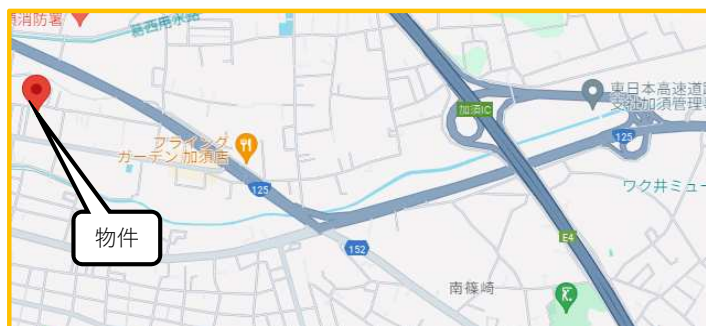 消防署
葛西用水路
加須IC
東日本高速道路
支社加須管理事
125
フライング
ガーデン 加須店
125
ワク井ミュー
物件
152
E4
南篠崎